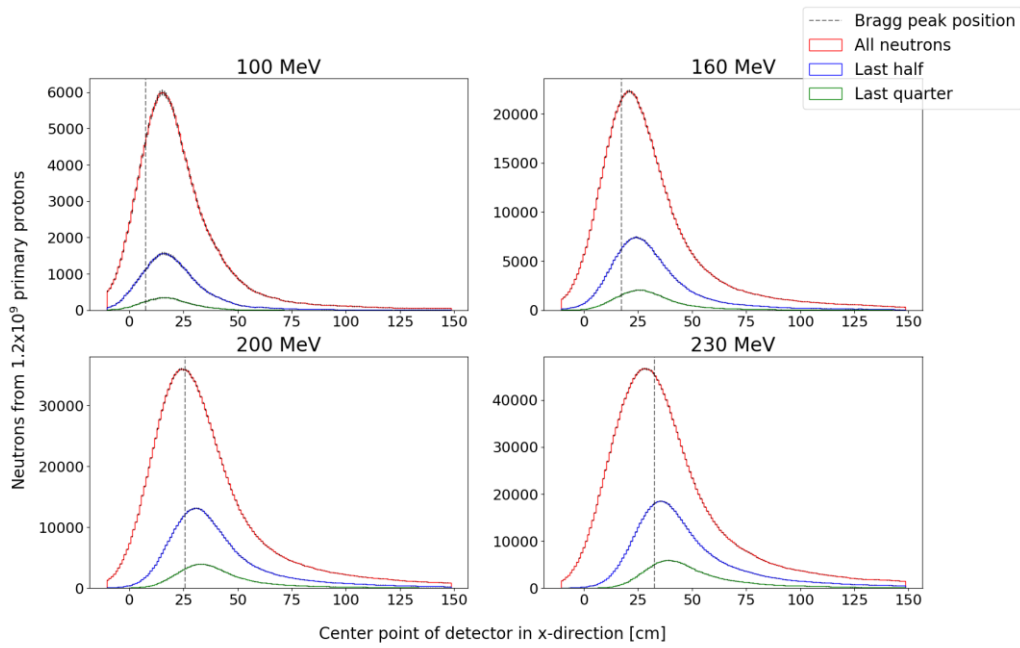 Bragg peak position
All neutrons
Last half
Last quarter
100 MeV
160 MeV
6000
5000
4000
3000
2000
1000
0
0 25 50 75 100 125 150
20000
15000
10000
5000
0
0 25 50 75 100 125 150
200 MeV
230 MeV
30000
20000
10000
0
0 25 50 75 100 125 150
40000
30000
20000
10000
0
0 25 50 75 100 125 150
Neutrons from 1.2x10⁹ primary protons
Center point of detector in x-direction [cm]